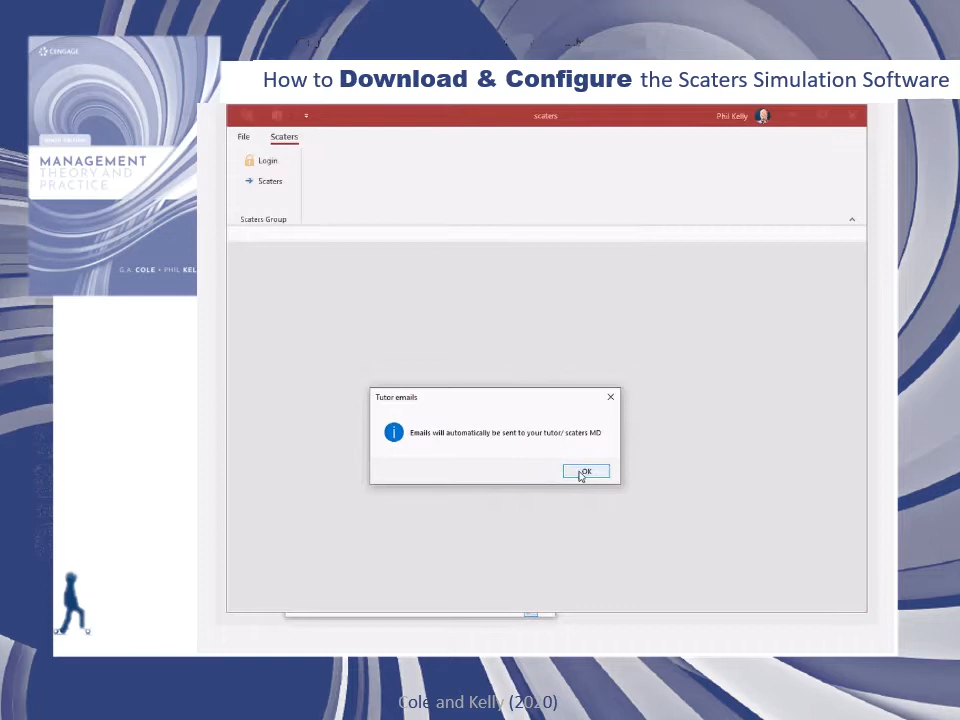 CENGAGE
MANAGEMENT
THEORY AND
PRACTICE
G.A. COLE • PHIL KEL
How to Download & Configure the Scaters Simulation Software
scaters
Phil Kelly
File
Scaters
Login
Scaters
Scaters Group
Tutor emails
Emails will automatically be sent to your tutor/ scaters MD
OK
Cole and Kelly (2020)